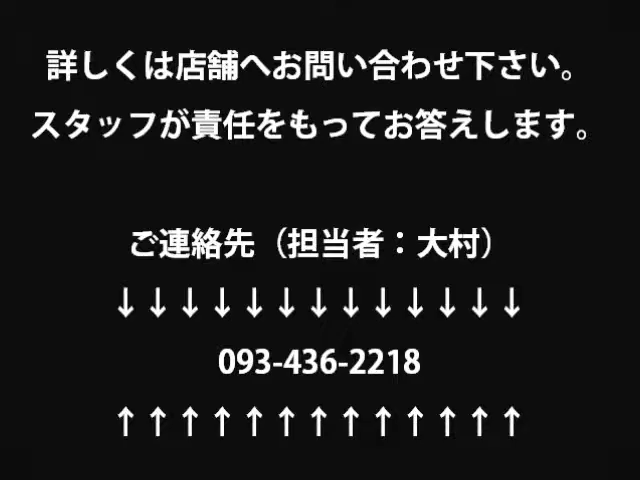 詳しくは店舗へお問い合わせ下さい。
スタッフが責任をもってお答えします。
ご連絡先（担当者：大村）
↓↓↓↓↓↓↓↓↓↓↓↓↓
093-436-2218
↑↑↑↑↑↑↑↑↑↑↑↑↑